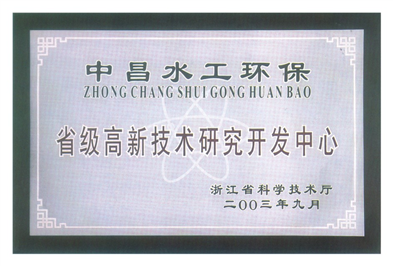 中昌水工环保
ZHONG CHANG SHUI GONG HUAN BAO
省级高新技术研究开发中心
浙江省科学技术厅
二〇〇三年九月